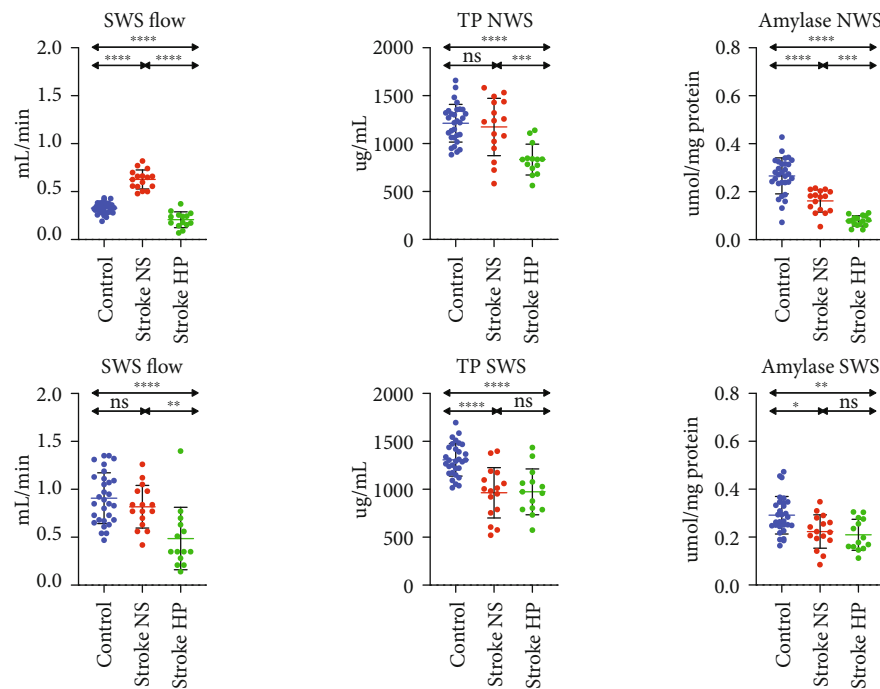 SWS flow
2.0
1.5
1.0
0.5
0.0
mL/min
****
**** ****
Control
Stroke NS
Stroke HP
TP NWS
2000
1500
1000
500
0
ug/mL
****
ns ***
Control
Stroke NS
Stroke HP
Amylase NWS
0.8
0.6
0.4
0.2
0.0
umol/mg protein
****
**** ***
Control
Stroke NS
Stroke HP
SWS flow
2.0
1.5
1.0
0.5
0.0
mL/min
****
ns **
Control
Stroke NS
Stroke HP
TP SWS
2000
1500
1000
500
0
ug/mL
****
**** ns
Control
Stroke NS
Stroke HP
Amylase SWS
0.8
0.6
0.4
0.2
0.0
umol/mg protein
**
* ns
Control
Stroke NS
Stroke HP